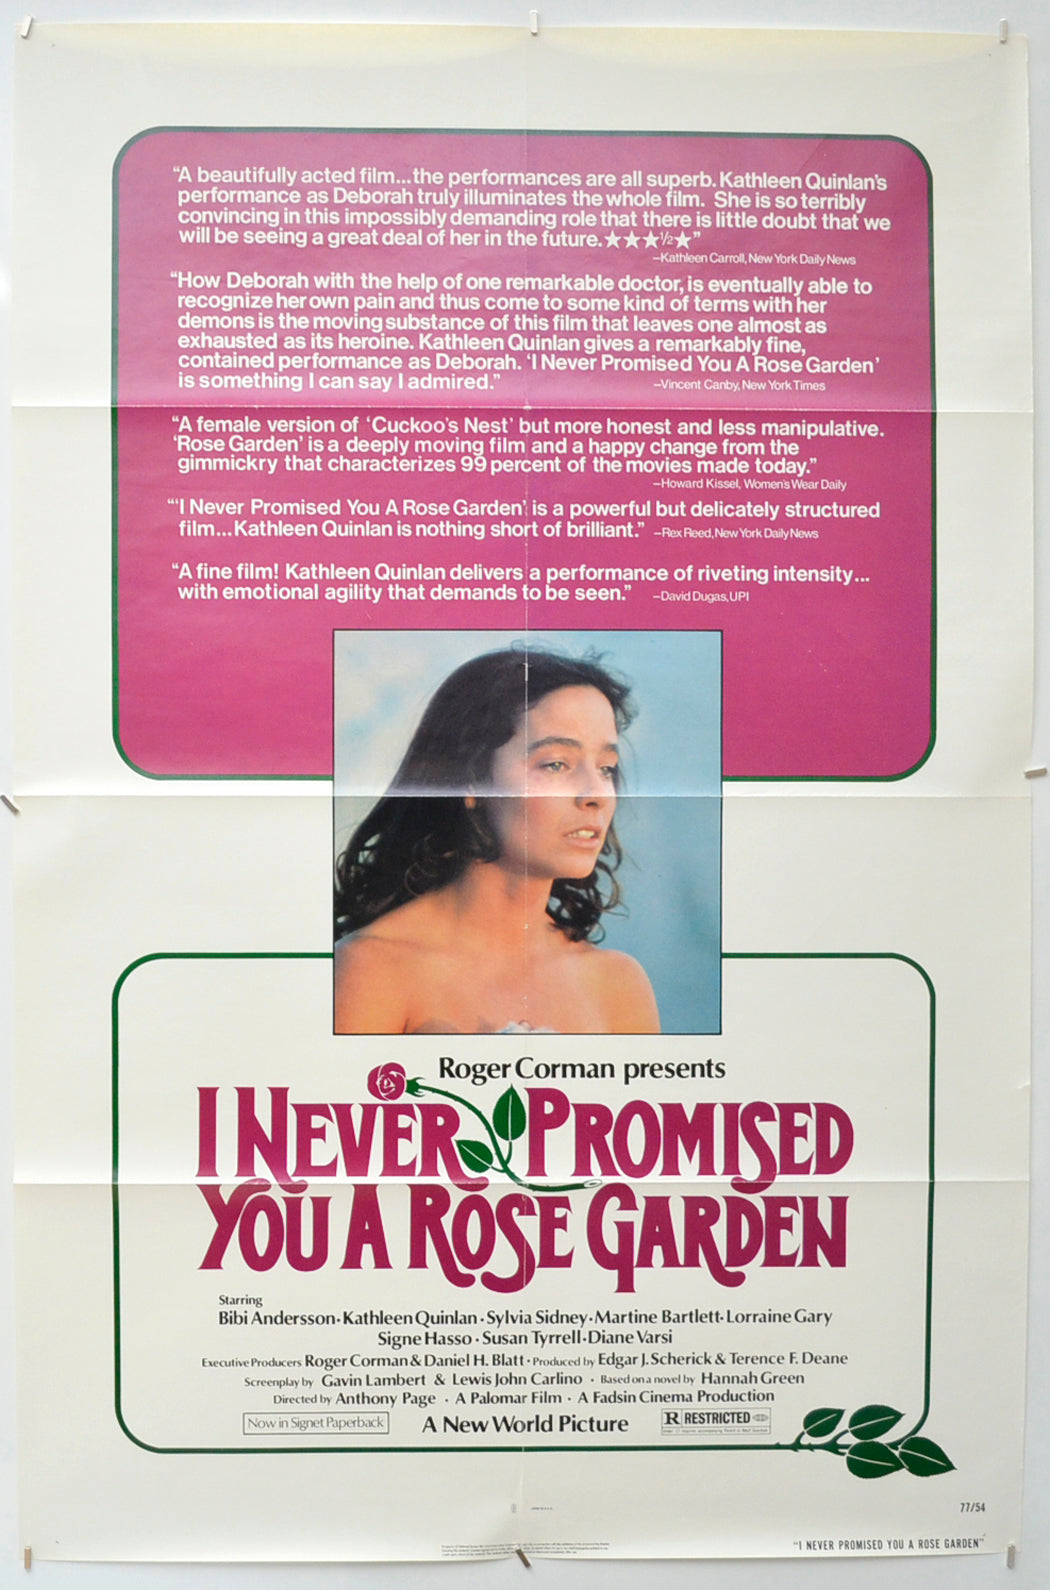 “A beautifully acted film...the performances are all superb. Kathleen Quinlan's
performance as Deborah truly illuminates the whole film. She is so terribly
convincing in this impossibly demanding role that there is little doubt that we
will be seeing a great deal of her in the future.★★★½★”
–Kathleen Carroll, New York Daily News
“How Deborah with the help of one remarkable doctor, is eventually able to
recognize her own pain and thus come to some kind of terms with her
demons is the moving substance of this film that leaves one almost as
exhausted as its heroine. Kathleen Quinlan gives a remarkably fine,
contained performance as Deborah. ‘I Never Promised You A Rose Garden’
is something I can say I admired.”
–Vincent Canby, New York Times
“A female version of ‘Cuckoo's Nest’ but more honest and less manipulative.
‘Rose Garden’ is a deeply moving film and a happy change from the
gimmickry that characterizes 99 percent of the movies made today.”
–Howard Kissel, Women's Wear Daily
“‘I Never Promised You A Rose Garden’ is a powerful but delicately structured
film...Kathleen Quinlan is nothing short of brilliant.” –Rex Reed, New York Daily News
“A fine film! Kathleen Quinlan delivers a performance of riveting intensity...
with emotional agility that demands to be seen.” –David Dugas, UPI
Roger Corman presents
I NEVER PROMISED
YOU A ROSE GARDEN
Starring
Bibi Andersson · Kathleen Quinlan · Sylvia Sidney · Martine Bartlett · Lorraine Gary
Signe Hasso · Susan Tyrrell · Diane Varsi
Executive Producers Roger Corman & Daniel H. Blatt · Produced by Edgar J. Scherick & Terence F. Deane
Screenplay by Gavin Lambert & Lewis John Carlino · Based on a novel by Hannah Green
Directed by Anthony Page · A Palomar Film · A Fadsin Cinema Production
Now in Signet Paperback A New World Picture R RESTRICTED
77/54
"I NEVER PROMISED YOU A ROSE GARDEN"